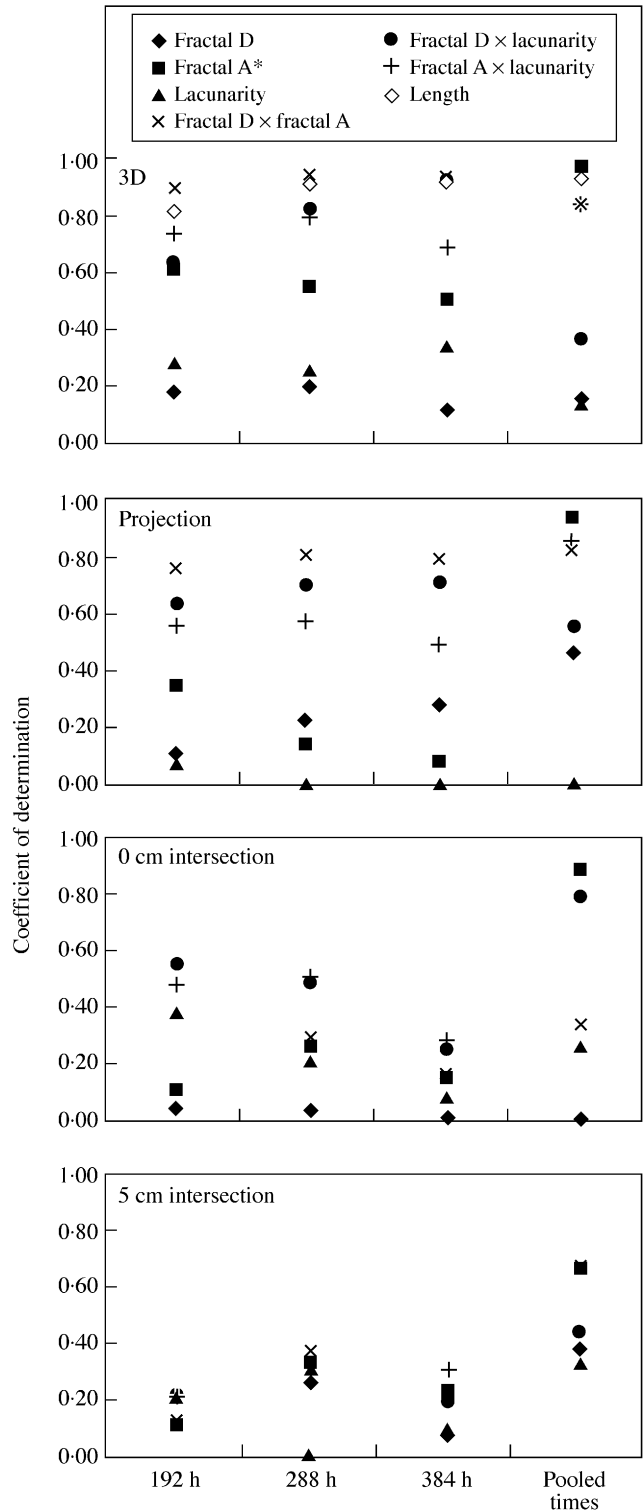 Fractal D
Fractal D × lacunarity
Fractal A*
Fractal A × lacunarity
Lacunarity
Length
Fractal D × fractal A
3D
1·00
0·80
0·60
0·40
0·20
0·00
Projection
1·00
0·80
0·60
0·40
0·20
0·00
Coefficient of determination
0 cm intersection
1·00
0·80
0·60
0·40
0·20
0·00
5 cm intersection
1·00
0·80
0·60
0·40
0·20
0·00
192 h
288 h
384 h
Pooled
times